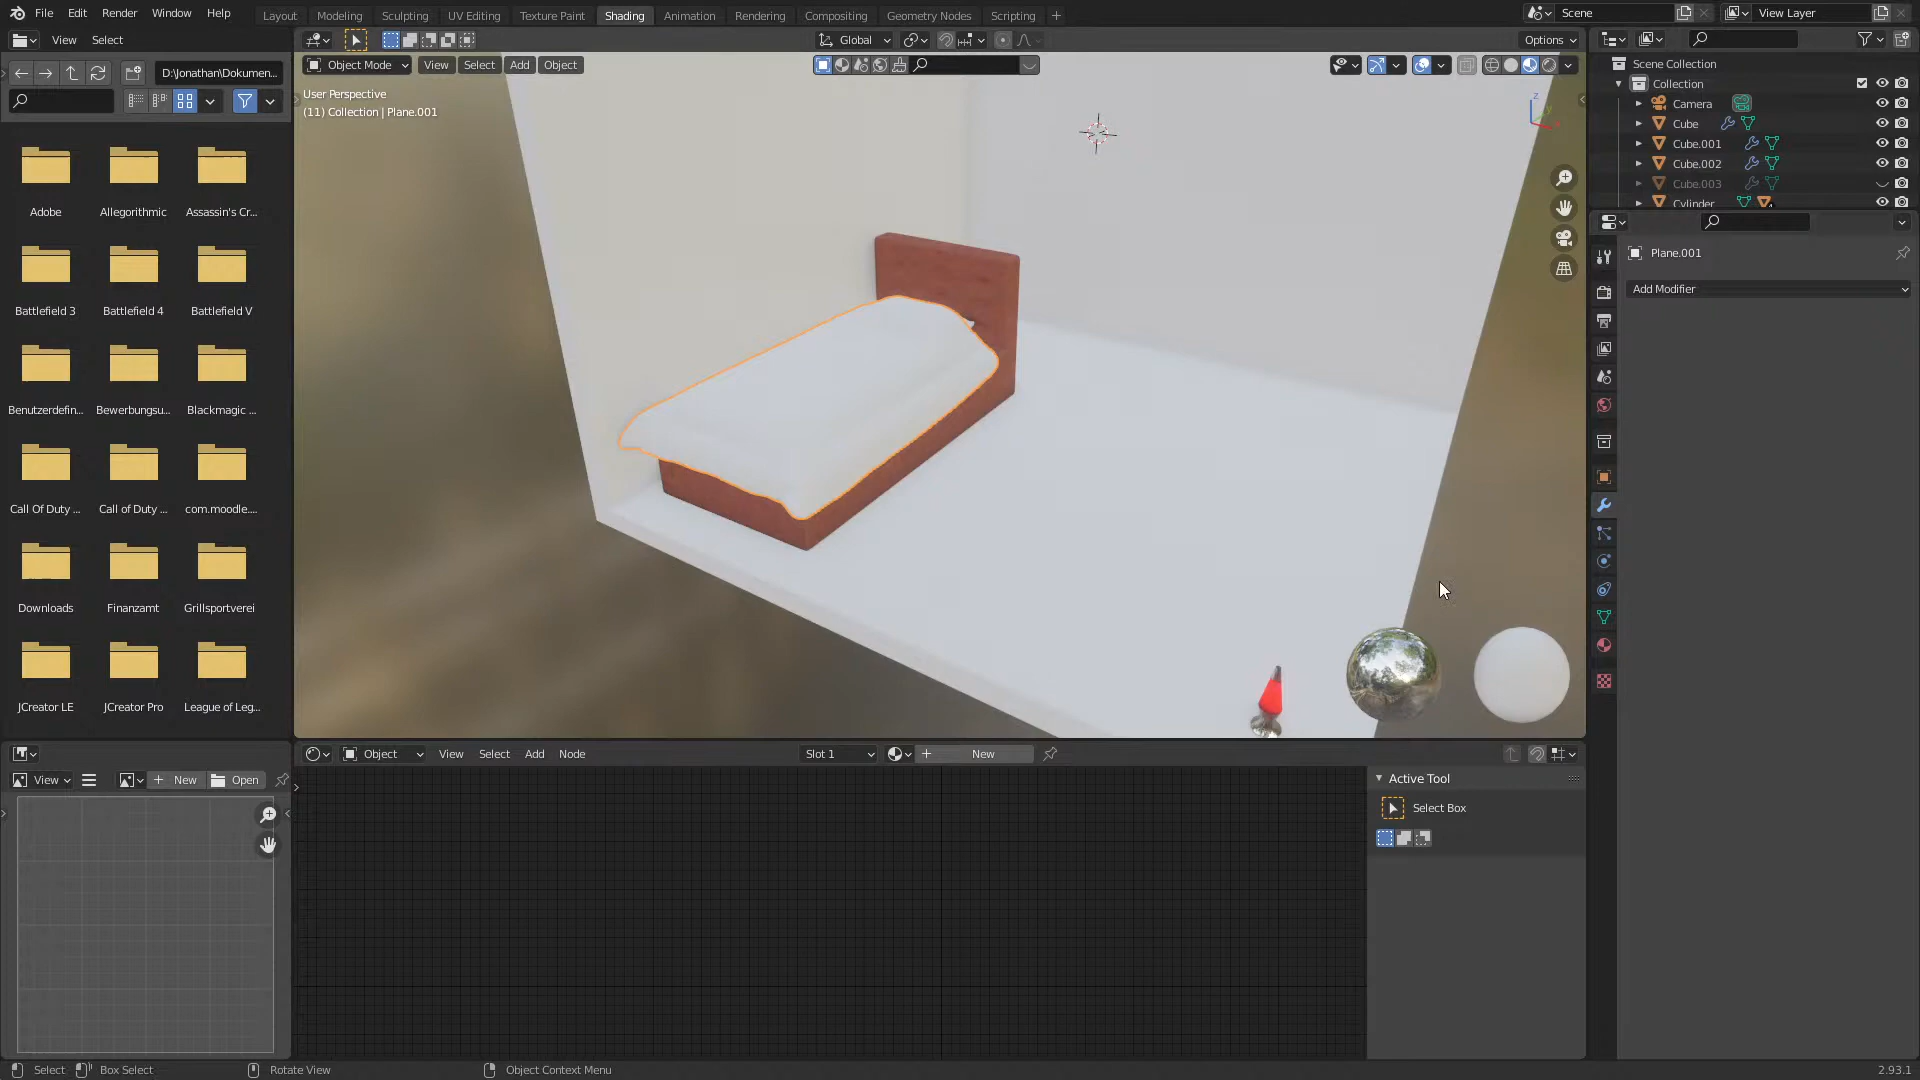 File Edit Render Window Help
Layout Modeling Sculpting UV Editing Texture Paint Shading Animation Rendering Compositing Geometry Nodes Scripting +
Scene
View Layer
View Select
Global
Options
D:\Jonathan\Dokumen...
Object Mode View Select Add Object
User Perspective
(11) Collection | Plane.001
Adobe Allegorithmic Assassin's Cr...
Battlefield 3 Battlefield 4 Battlefield V
Benutzerdefin... Bewerbungsu... Blackmagic ...
Call Of Duty ... Call of Duty ... com.moodle....
Downloads Finanzamt Grillsportverei
JCreator LE JCreator Pro League of Leg...
Scene Collection
Collection
Camera
Cube
Cube.001
Cube.002
Cube.003
Cylinder
Plane.001
Add Modifier
Object View Select Add Node Slot 1 New
View New Open
Active Tool
Select Box
Select Box Select Rotate View Object Context Menu 2.93.1